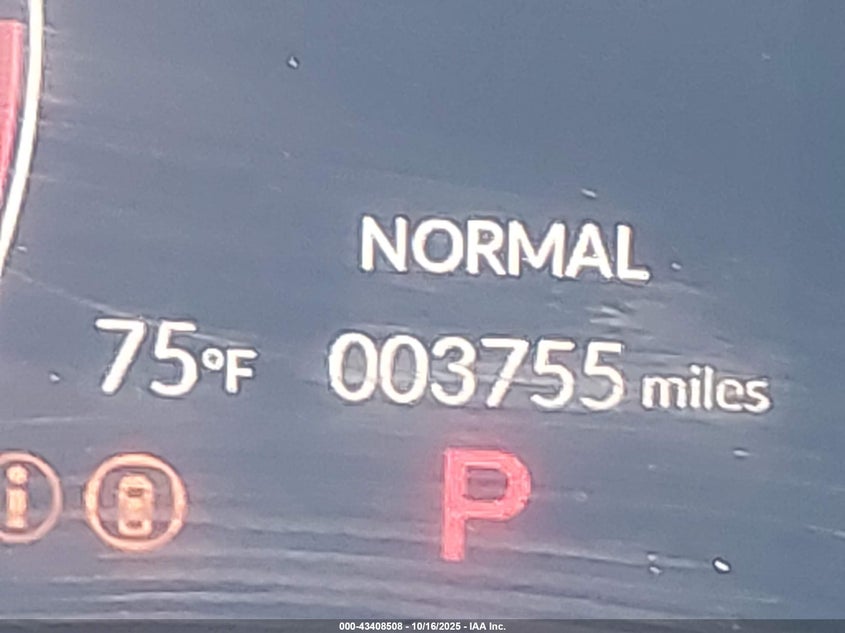 NORMAL
75°F 003755 miles
i P
000-43408508 - 10/16/2025 - IAA Inc.